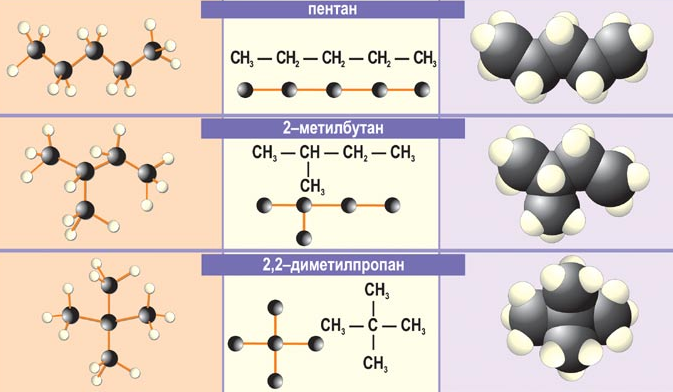 пентан
CH₃ — CH₂ — CH₂ — CH₂ — CH₃
2–метилбутан
CH₃ — CH — CH₂ — CH₃
|
CH₃
2,2–диметилпропан
CH₃
|
CH₃ — C — CH₃
|
CH₃